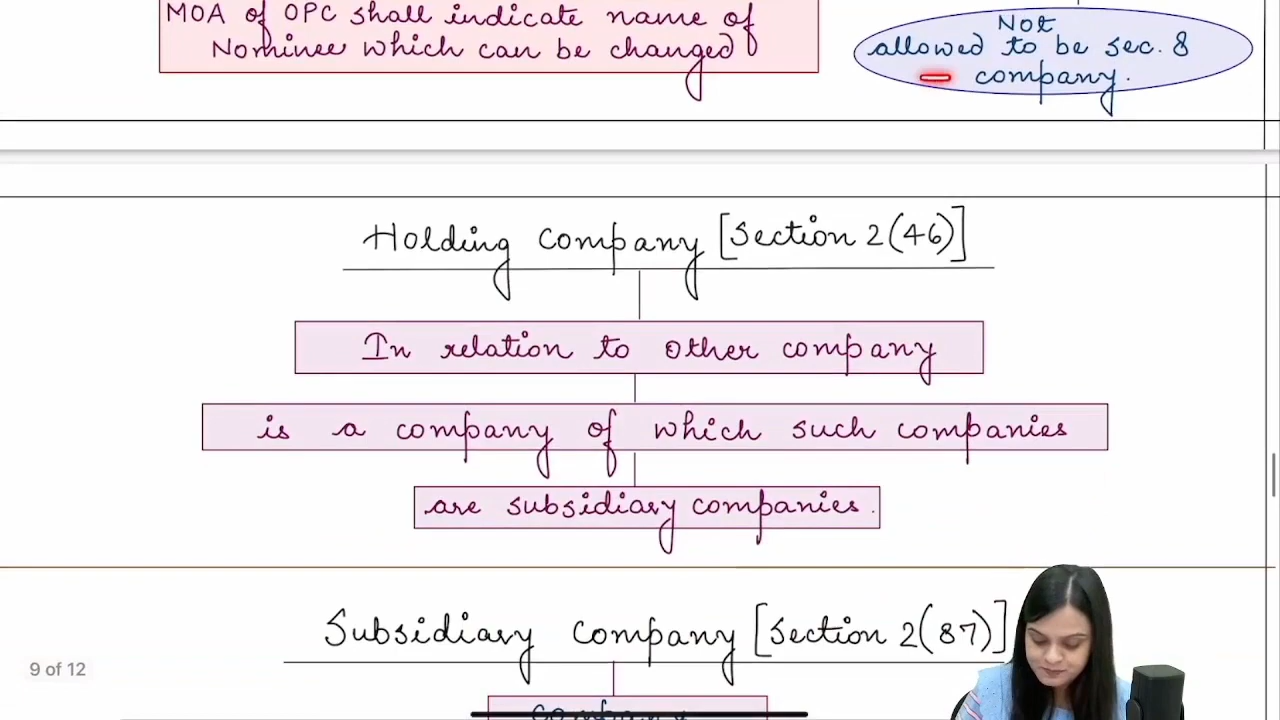 MOA of OPC shall indicate name of
Nominee which can be changed
Not
allowed to be sec. 8
company.
Holding company [Section 2(46)]
In relation to other company
is a company of which such companies
are subsidiary companies.
Subsidiary company [Section 2(87)]
9 of 12